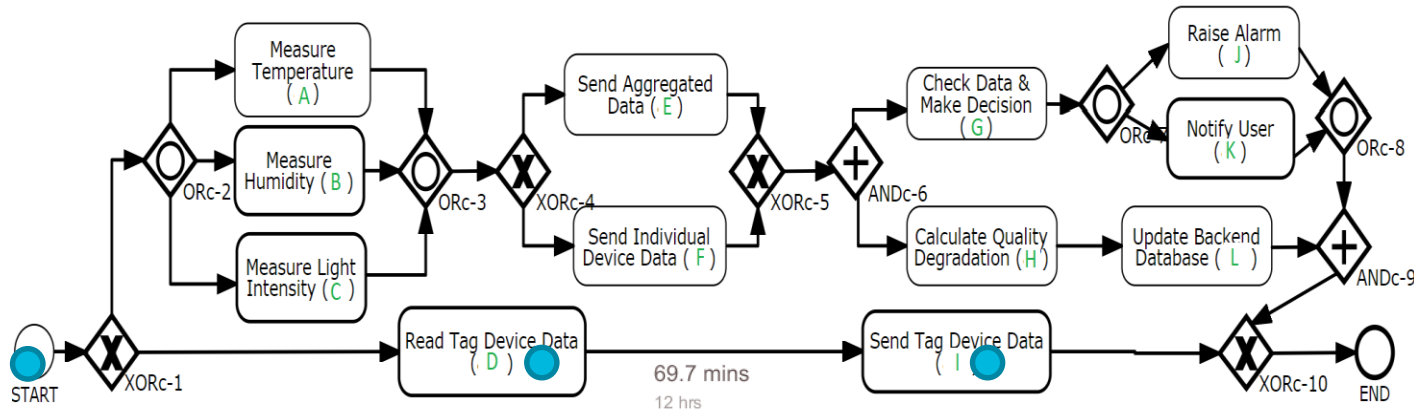 Measure
Temperature
( A )
Measure
Humidity ( B )
Measure Light
Intensity ( C )
ORc-2
ORc-3
Send Aggregated
Data ( E )
Send Individual
Device Data ( F )
XORc-4
XORc-5
ANDc-6
Check Data &
Make Decision
( G )
Calculate Quality
Degradation ( H )
Raise Alarm
( J )
Notify User
( K )
ORc-8
Update Backend
Database ( L )
ANDc-9
START
XORc-1
Read Tag Device Data
( D )
69.7 mins
12 hrs
Send Tag Device Data
( I )
XORc-10
END